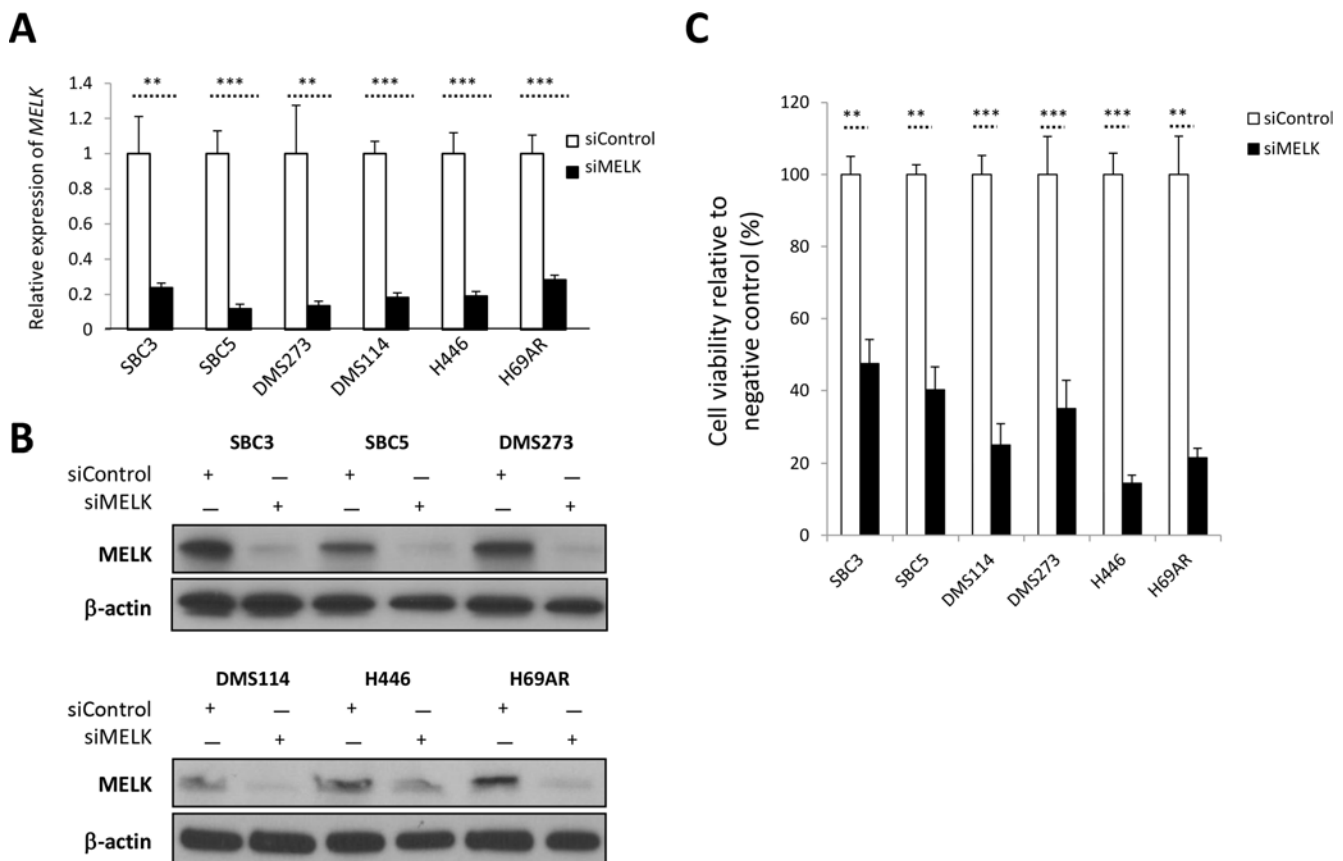 A
Relative expression of MELK
1.4
1.2
1
0.8
0.6
0.4
0.2
0
** *** ** *** *** ***
siControl
siMELK
SBC3 SBC5 DMS273 DMS114 H446 H69AR
B
SBC3 SBC5 DMS273
siControl + — + — + —
siMELK — + — + — +
MELK
β-actin
DMS114 H446 H69AR
siControl + — + — + —
siMELK — + — + — +
MELK
β-actin
C
Cell viability relative to
negative control (%)
120
100
80
60
40
20
0
** ** *** *** *** **
siControl
siMELK
SBC3 SBC5 DMS114 DMS273 H446 H69AR